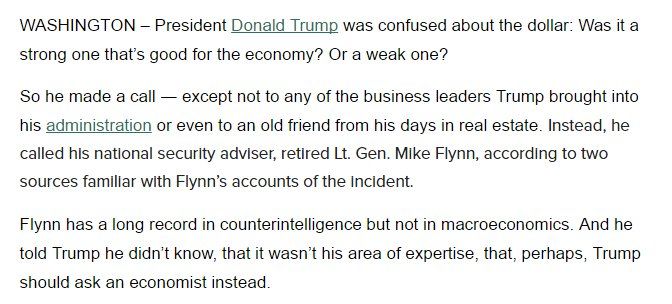 WASHINGTON – President Donald Trump was confused about the dollar: Was it a
strong one that’s good for the economy? Or a weak one?
So he made a call — except not to any of the business leaders Trump brought into
his administration or even to an old friend from his days in real estate. Instead, he
called his national security adviser, retired Lt. Gen. Mike Flynn, according to two
sources familiar with Flynn’s accounts of the incident.
Flynn has a long record in counterintelligence but not in macroeconomics. And he
told Trump he didn’t know, that it wasn’t his area of expertise, that, perhaps, Trump
should ask an economist instead.